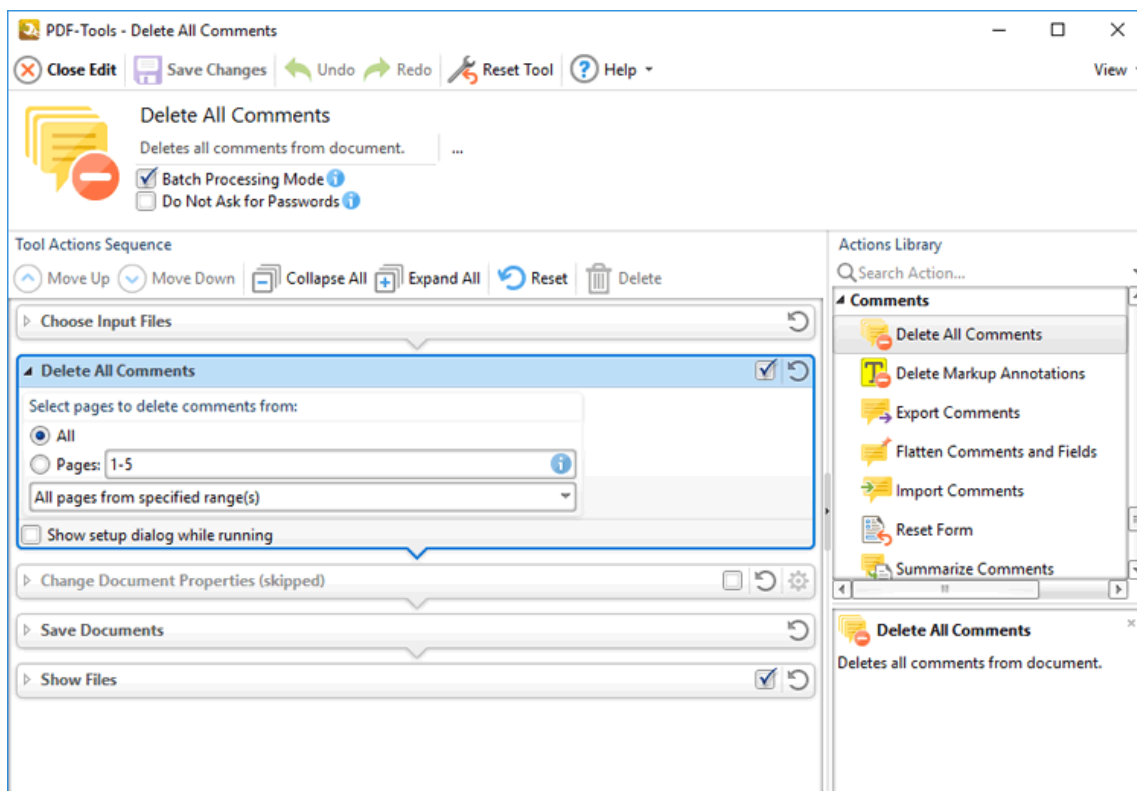 PDF-Tools - Delete All Comments
Close Edit Save Changes Undo Redo Reset Tool ? Help View
Delete All Comments
Deletes all comments from document. ...
Batch Processing Mode i
Do Not Ask for Passwords i
Tool Actions Sequence
Move Up Move Down Collapse All Expand All Reset Delete
Choose Input Files
Delete All Comments
Select pages to delete comments from:
All
Pages: 1-5 i
All pages from specified range(s)
Show setup dialog while running
Change Document Properties (skipped)
Save Documents
Show Files
Actions Library
Search Action...
Comments
Delete All Comments
T Delete Markup Annotations
Export Comments
Flatten Comments and Fields
Import Comments
Reset Form
Summarize Comments
Delete All Comments
Deletes all comments from document.